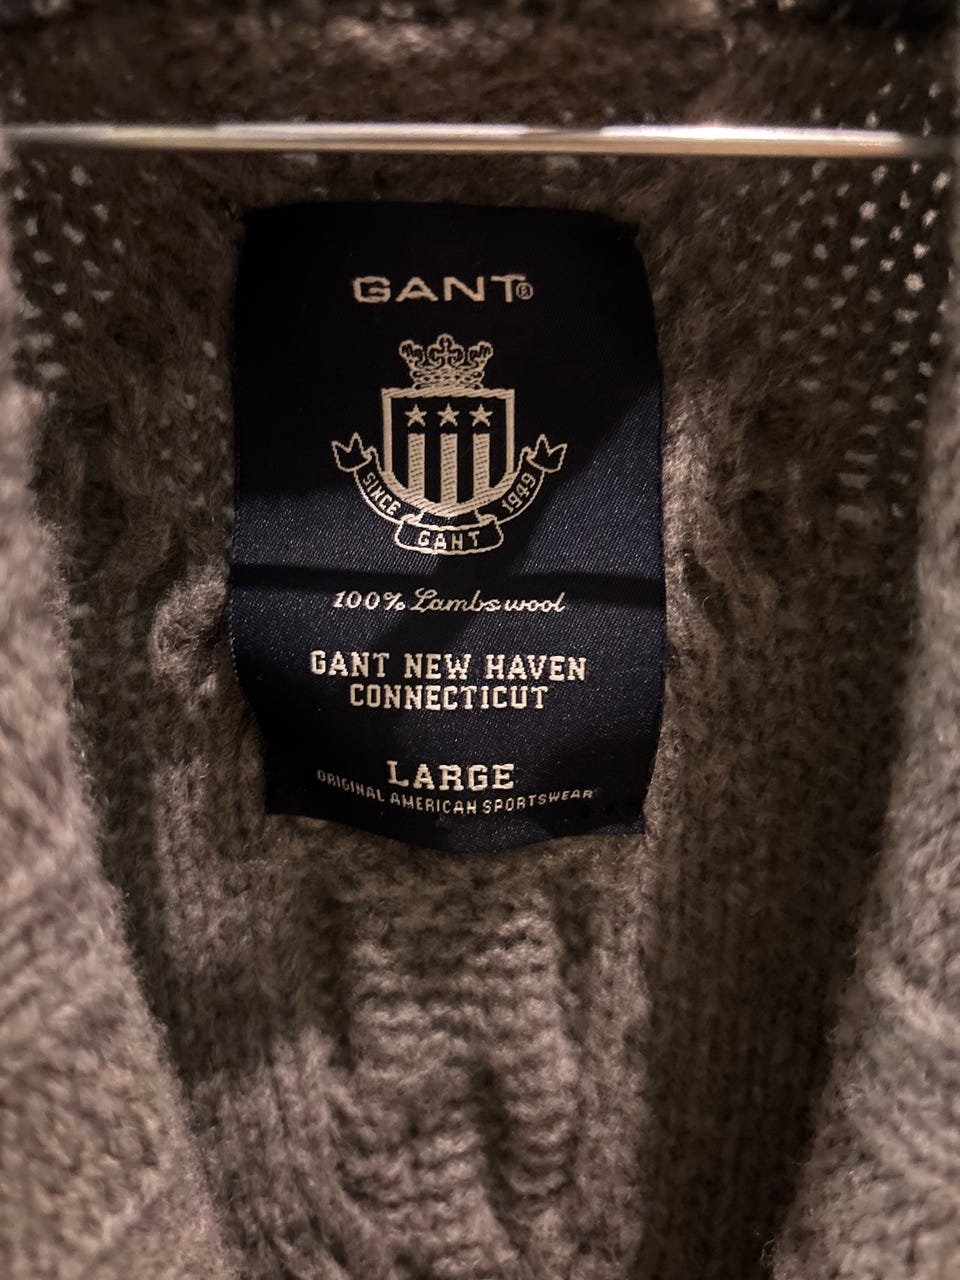 GANT®
SINCE 1949
GANT
100% Lambswool
GANT NEW HAVEN
CONNECTICUT
LARGE
ORIGINAL AMERICAN SPORTSWEAR